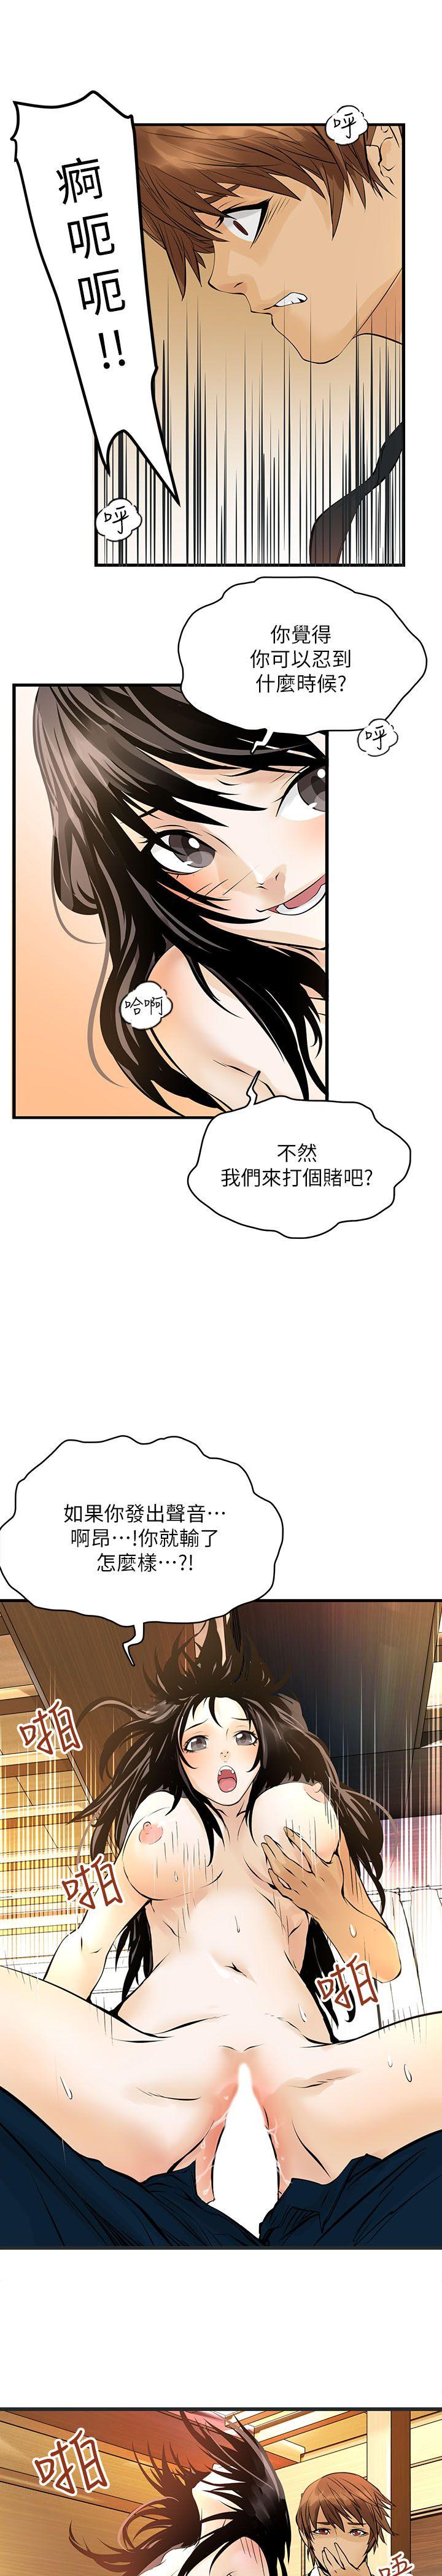 呼
痾呃呃!!
呼
你覺得
你可以忍到
什麼時候?
呼
哈啊
不然
我們來打個賭吧?
如果你發出聲音…
啊昂…!你就輸了
怎麼樣…?!
啪
啪
啪
啪
唔